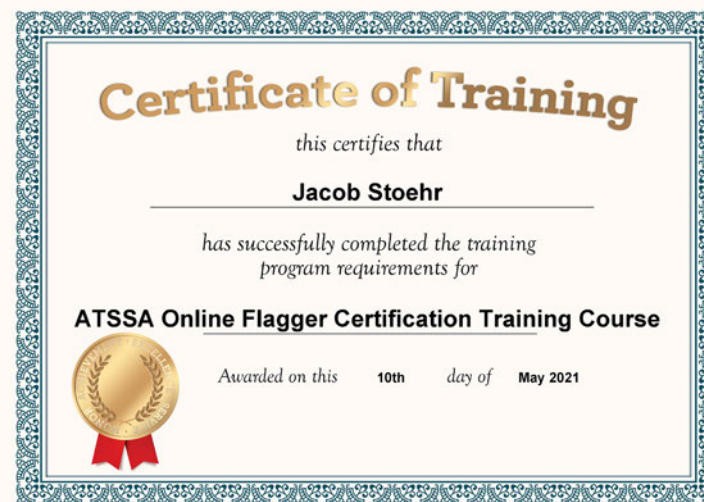 Certificate of Training
this certifies that
Jacob Stoehr
has successfully completed the training
program requirements for
ATSSA Online Flagger Certification Training Course
Awarded on this 10th day of May 2021